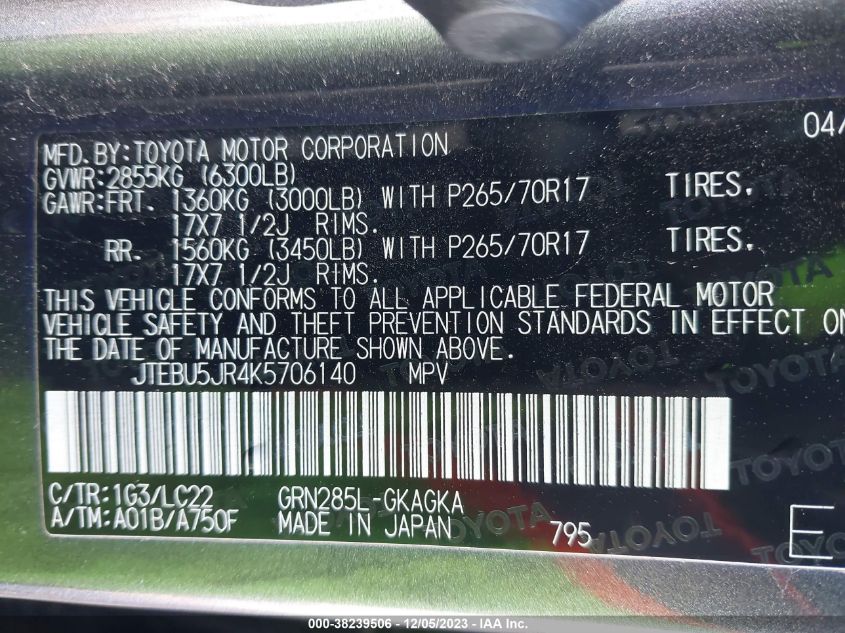 04/
MFD.BY:TOYOTA MOTOR CORPORATION
GVWR:2855KG (6300LB)
GAWR:FRT. 1360KG (3000LB) WITH P265/70R17 TIRES,
17X7 1/2J RIMS.
RR. 1560KG (3450LB) WITH P265/70R17 TIRES,
17X7 1/2J RIMS.
THIS VEHICLE CONFORMS TO ALL APPLICABLE FEDERAL MOTOR
VEHICLE SAFETY AND THEFT PREVENTION STANDARDS IN EFFECT ON
THE DATE OF MANUFACTURE SHOWN ABOVE.
JTEBU5JR4K5706140 MPV
C/TR:1G3/LC22 GRN285L-GKAGKA
A/TM:A01B/A750F MADE IN JAPAN 795 E
000-38239506 - 12/05/2023 - IAA Inc.